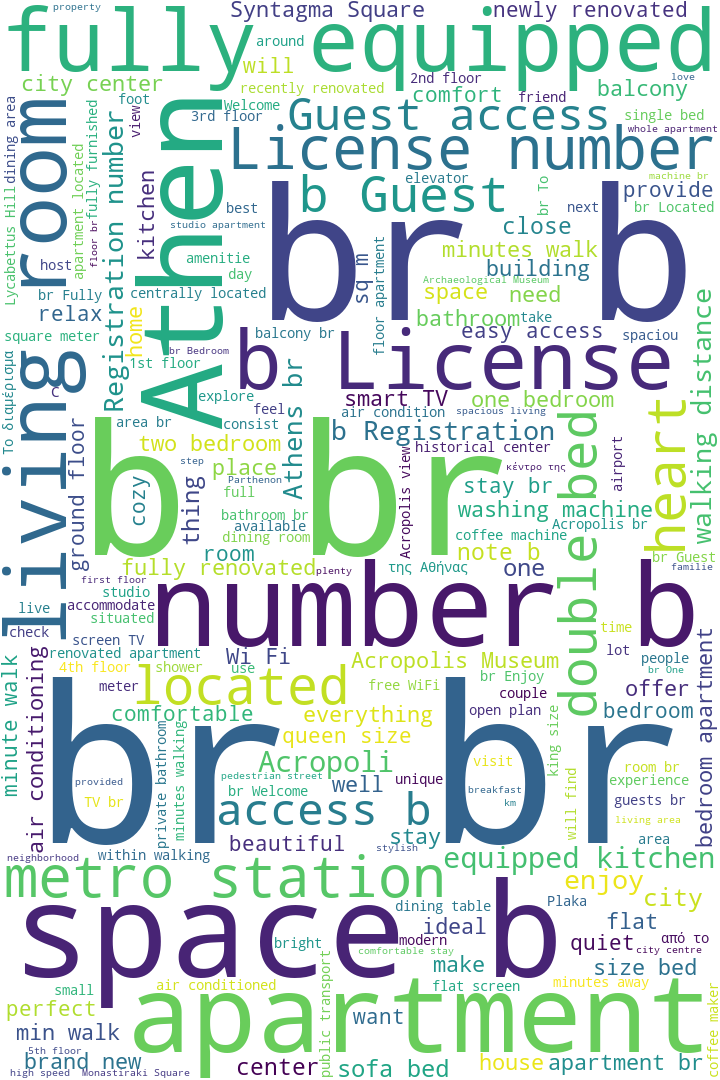 property
Syntagma Square
newly renovated
fully equipped
around
will
2nd floor
city center
recently renovated
comfort
balcony
love
dining area
room
foot
view
Welcome
3rd floor
friend
Guest access
single bed
whole apartment
Athen
License number
fully furnished
Registration number
kitchen
elevator
machine br
b Guest
br To
provide
Lycabettus Hill
apartment located
best
next
br Located
studio apartment
close
floor br
host
amenitie
day
sq m
minutes walk
building
br b
br Fully
centrally located
floor apartment
Archaeological Museum
space
need
relax
bathroom
take
walking distance
square meter
home
balcony br
easy access
spaciou
1st floor
br Bedroom
b License
Το διαμέρισμα
living
c
explore
feel
smart TV
one bedroom
area br
consist
Athens br
air condition
spacious living
double bed
heart
b Registration
two bedroom
historical center
ground floor
step
Parthenon
place
Acropolis view
κέντρο της
airport
cozy
thing
full
stay br
b br
washing machine
bathroom br
available
coffee machine
Acropolis br
dining room
room
note b
br Guest
fully renovated
της Αθήνας
one
familie
first floor
plenty
studio
live
accommodate
number b
situated
time
check
screen TV
renovated apartment
Wi Fi
lot
people
4th floor
shower
use
Acropolis Museum
br One
minute walk
air conditioning
meter
located
free WiFi
br Enjoy
couple
offer
comfortable
everything
open plan
king size
bedroom
bedroom apartment
private bathroom
minutes walking
queen size
Acropoli
well
visit
room br
provided
pedestrian street
unique
experience
br Welcome
breakfast
TV br
km
will find
guests br
br br
access b
living area
beautiful
stay
area
neighborhood
within walking
stylish
equipped kitchen
metro station
enjoy
city
dining table
Plaka
space b
ideal
flat
bright
modern
quiet
από το
comfortable stay
city centre
make
size bed
small
air conditioned
public transport
flat screen
minutes away
coffee maker
perfect
apartment
want
min walk
5th floor
brand new
center
sofa bed
house
apartment br
high speed
Monastiraki Square